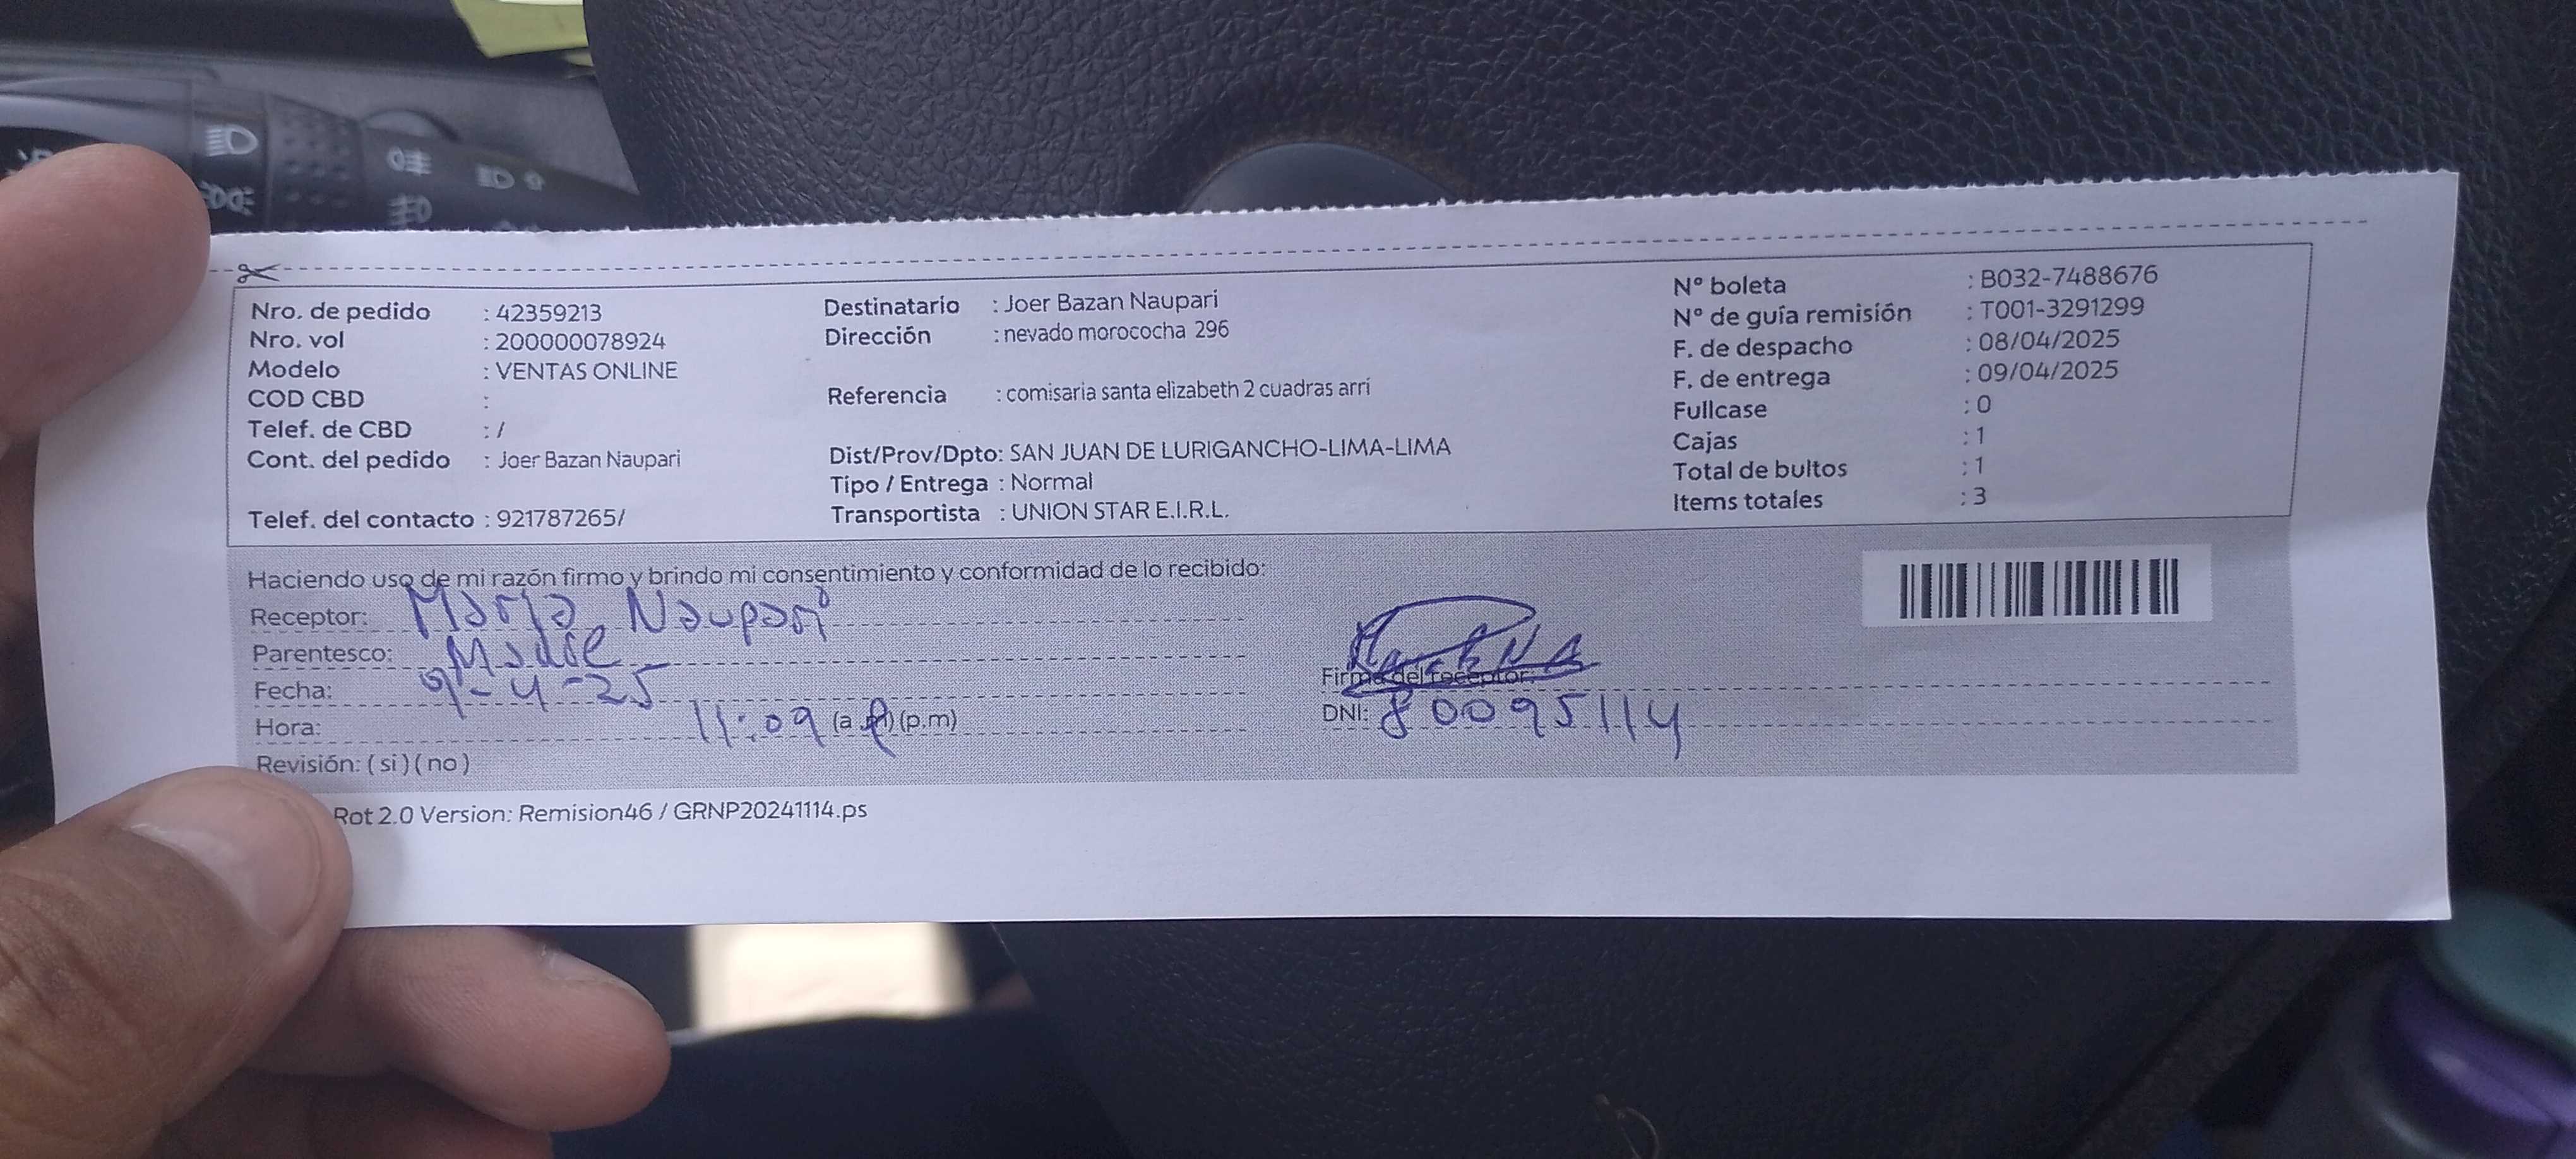 Nro. de pedido : 42359213
Nro. vol : 200000078924
Modelo : VENTAS ONLINE
COD CBD :
Telef. de CBD : /
Cont. del pedido : Joer Bazan Naupari
Telef. del contacto : 921787265/
Destinatario : Joer Bazan Naupari
Dirección : nevado morococha 296
Referencia : comisaria santa elizabeth 2 cuadras arri
Dist/Prov/Dpto: SAN JUAN DE LURIGANCHO-LIMA-LIMA
Tipo / Entrega : Normal
Transportista : UNION STAR E.I.R.L.
N° boleta : B032-7488676
N° de guía remisión : T001-3291299
F. de despacho : 08/04/2025
F. de entrega : 09/04/2025
Fullcase : 0
Cajas : 1
Total de bultos : 1
Items totales : 3
Haciendo uso de mi razón firmo y brindo mi consentimiento y conformidad de lo recibido:
Receptor: Maria Naupari
Parentesco: Madre
Fecha: 9-4-25
Hora: 11:09 (a.m) (p.m)
Revisión: ( si ) ( no )
Firma del receptor:
DNI: 80095114
Rot 2.0 Version: Remision46 / GRNP20241114.ps